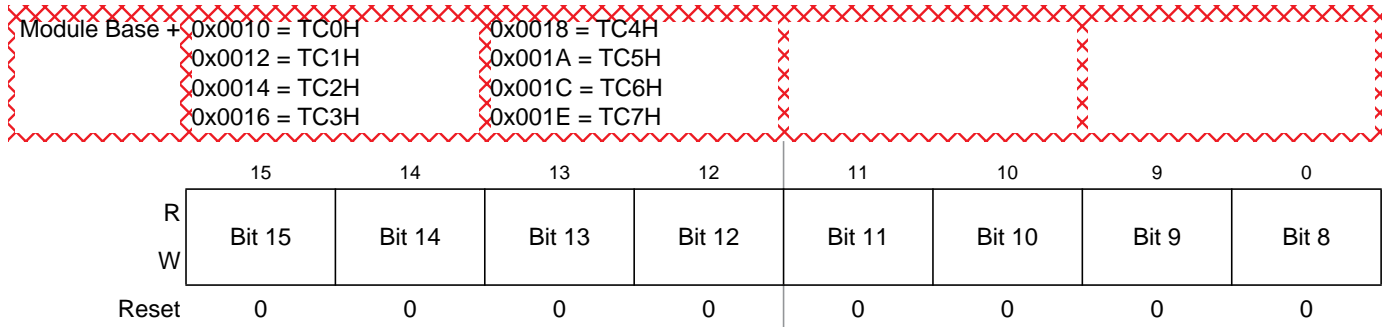 Module Base + 0x0010 = TC0H 0x0018 = TC4H
0x0012 = TC1H 0x001A = TC5H
0x0014 = TC2H 0x001C = TC6H
0x0016 = TC3H 0x001E = TC7H
15 14 13 12 11 10 9 0
R
Bit 15 Bit 14 Bit 13 Bit 12 Bit 11 Bit 10 Bit 9 Bit 8
W
Reset 0 0 0 0 0 0 0 0